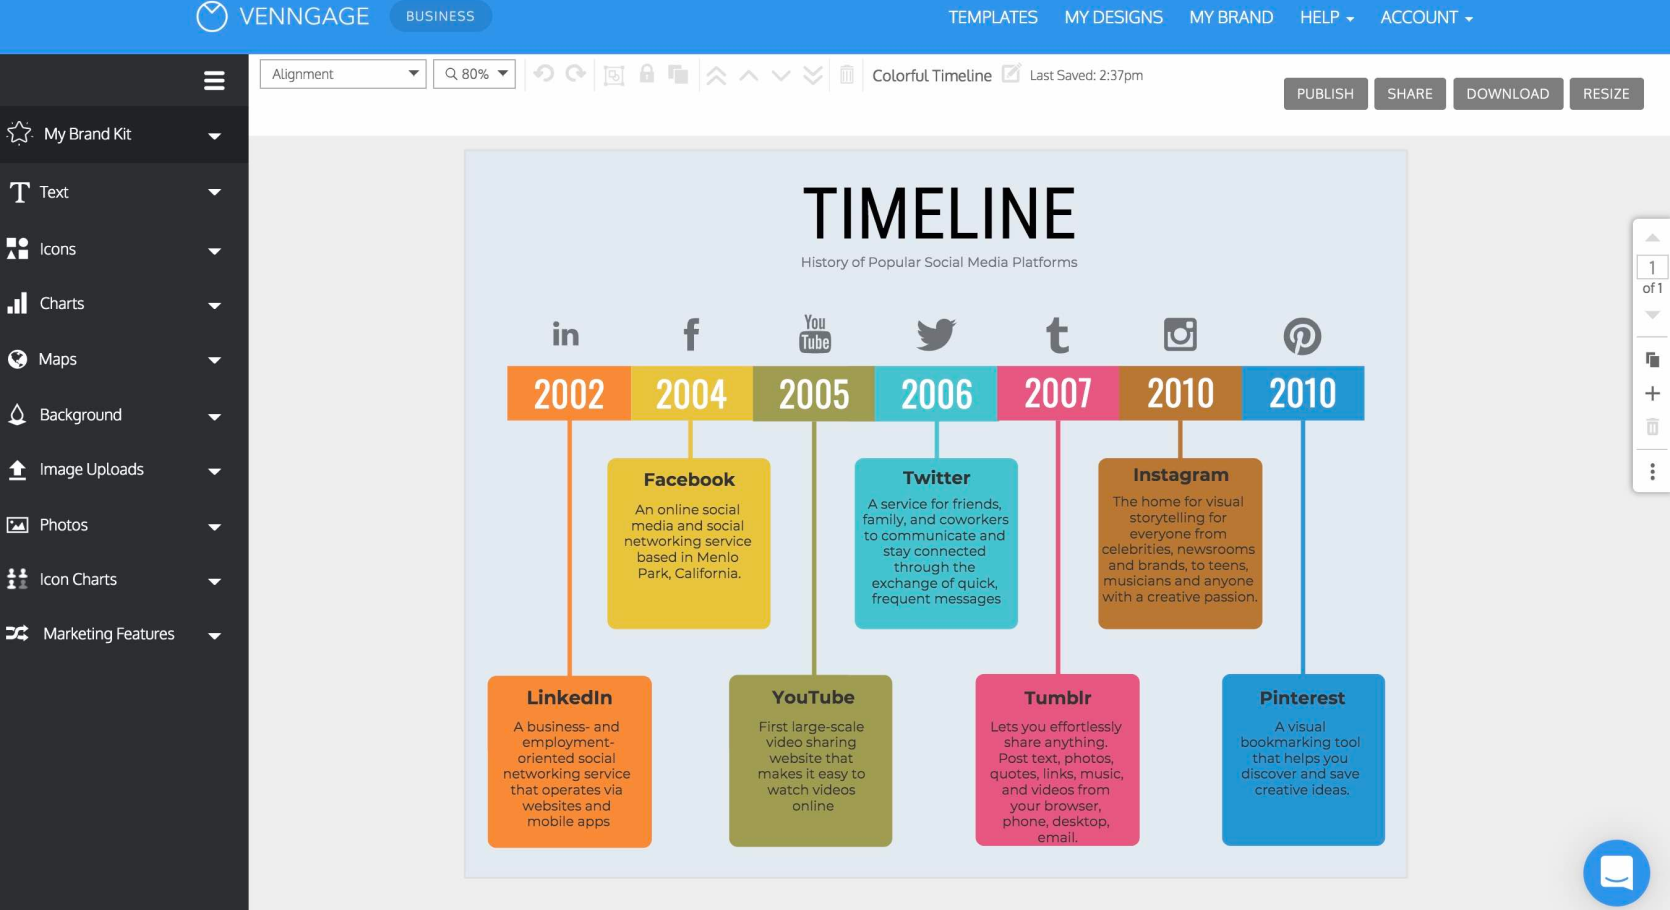 VENNGAGE BUSINESS TEMPLATES MY DESIGNS MY BRAND HELP ACCOUNT
Alignment 80% Colorful Timeline Last Saved: 2:37pm
PUBLISH SHARE DOWNLOAD RESIZE
My Brand Kit
Text
Icons
Charts
Maps
Background
Image Uploads
Photos
Icon Charts
Marketing Features
TIMELINE
History of Popular Social Media Platforms
in f You Tube t
2002 2004 2005 2006 2007 2010 2010
Facebook
An online social
media and social
networking service
based in Menlo
Park, California.
Twitter
A service for friends,
family, and coworkers
to communicate and
stay connected
through the
exchange of quick,
frequent messages
Instagram
The home for visual
storytelling for
everyone from
celebrities, newsrooms
and brands, to teens,
musicians and anyone
with a creative passion.
LinkedIn
A business- and
employment-
oriented social
networking service
that operates via
websites and
mobile apps
YouTube
First large-scale
video sharing
website that
makes it easy to
watch videos
online
Tumblr
Lets you effortlessly
share anything.
Post text, photos,
quotes, links, music,
and videos from
your browser,
phone, desktop,
email.
Pinterest
A visual
bookmarking tool
that helps you
discover and save
creative ideas.
1
of 1